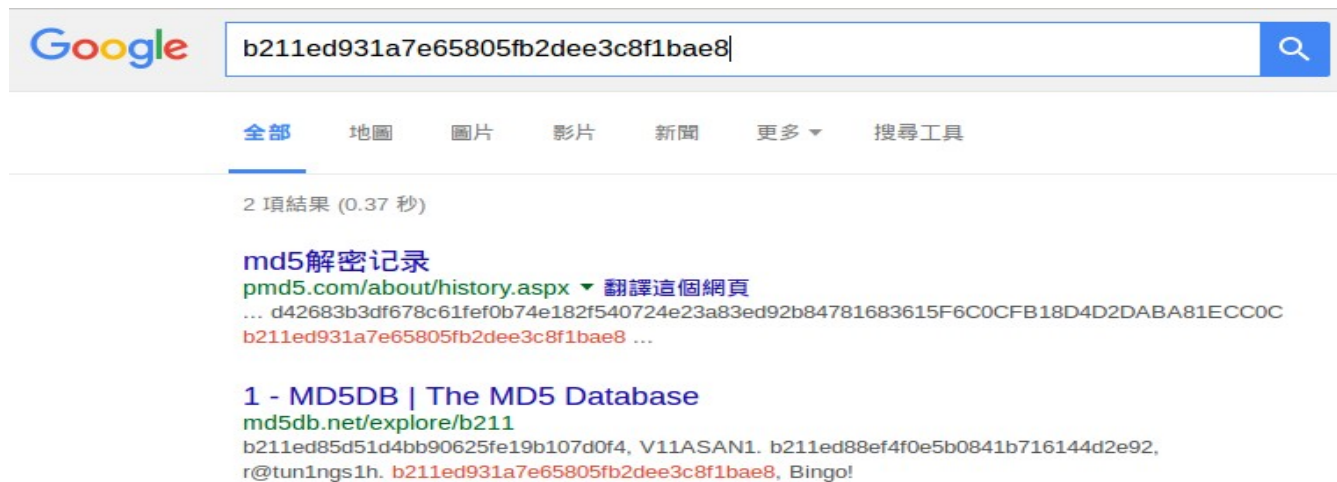 Google b211ed931a7e65805fb2dee3c8f1bae8
全部 地圖 圖片 影片 新聞 更多 搜尋工具
2 項結果 (0.37 秒)
md5解密记录
pmd5.com/about/history.aspx 翻譯這個網頁
... d42683b3df678c61fef0b74e182f540724e23a83ed92b84781683615F6C0CFB18D4D2DABA81ECC0C
b211ed931a7e65805fb2dee3c8f1bae8 ...
1 - MD5DB | The MD5 Database
md5db.net/explore/b211
b211ed85d51d4bb90625fe19b107d0f4, V11ASAN1. b211ed88ef4f0e5b0841b716144d2e92,
r@tun1ngs1h. b211ed931a7e65805fb2dee3c8f1bae8, Bingo!